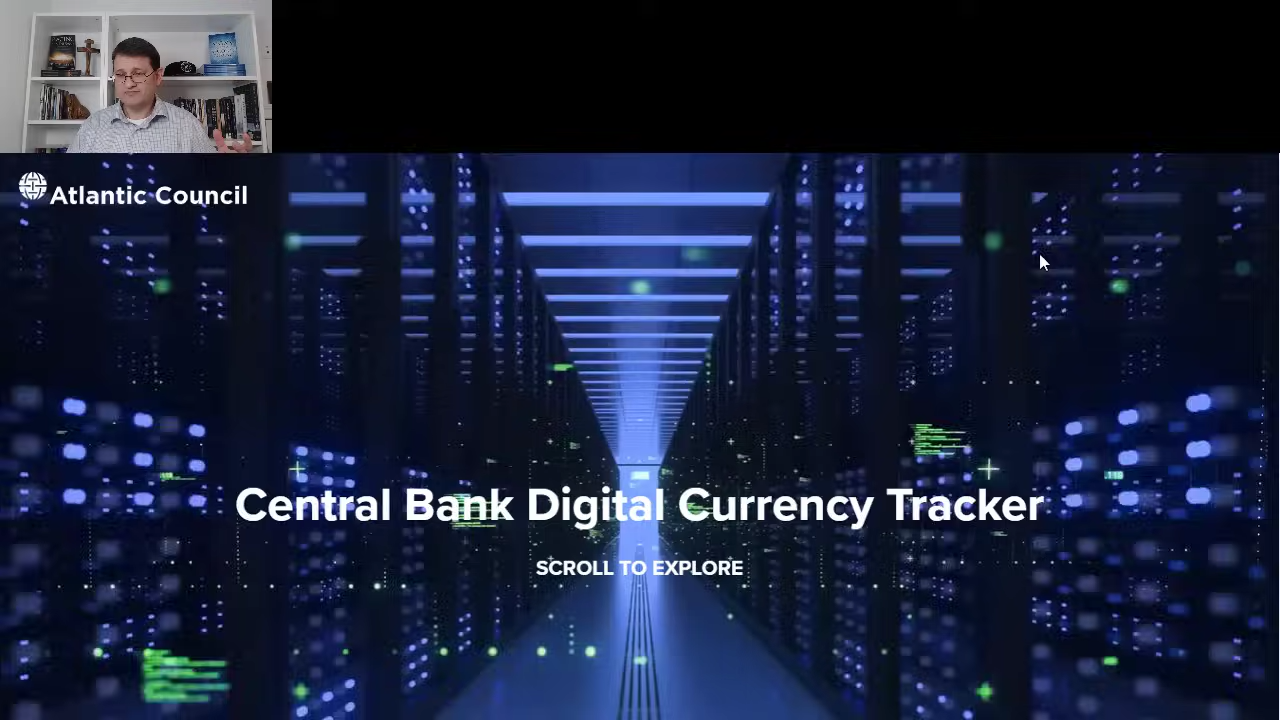 Atlantic Council
Central Bank Digital Currency Tracker
SCROLL TO EXPLORE